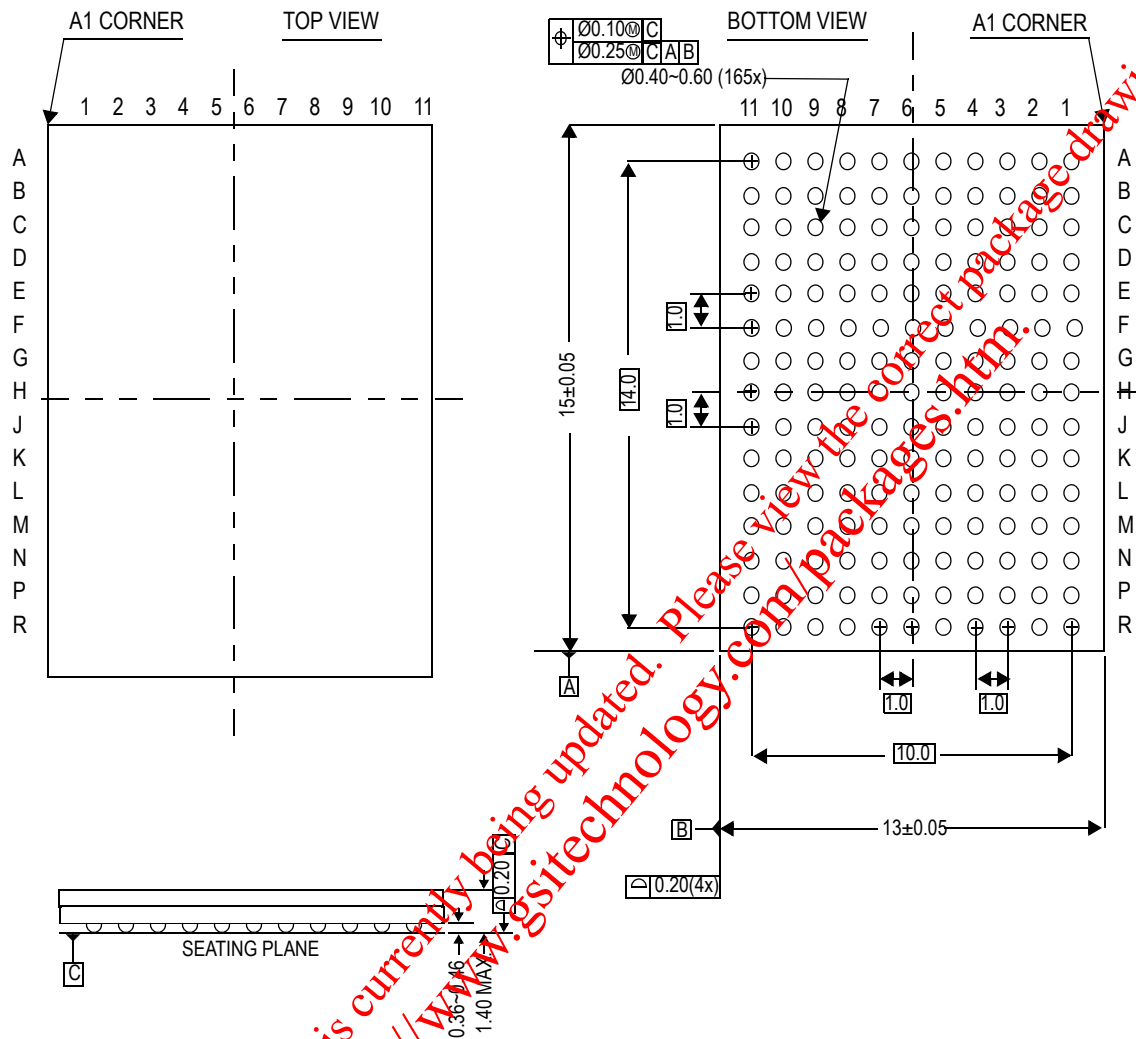 A1 CORNER
TOP VIEW
BOTTOM VIEW
A1 CORNER
Ø0.10Ⓜ C
Ø0.25Ⓜ C A B
Ø0.40~0.60 (165x)
1 2 3 4 5 6 7 8 9 10 11
11 10 9 8 7 6 5 4 3 2 1
A
B
C
D
E
F
G
H
J
K
L
M
N
P
R
A
B
C
D
E
F
G
H
J
K
L
M
N
P
R
15±0.05
14.0
1.0
1.0
A
1.0
1.0
10.0
B
13±0.05
0.20(4x)
0.20 C
SEATING PLANE
C
0.36~0.46
1.40 MAX.
is currently being updated. Please view the correct package drawi
//www.gsitechnology.com/packages.htm.